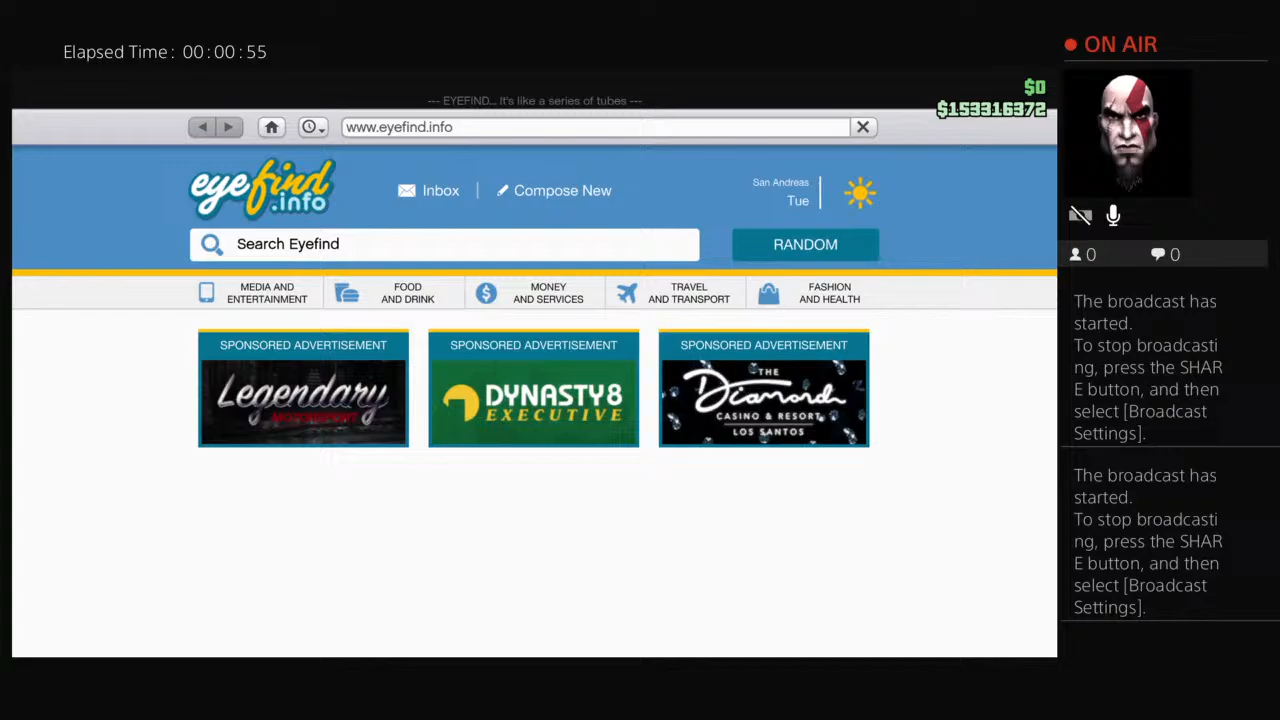 Elapsed Time: 00:00:55
ON AIR
$0
$153316372
--- EYEFIND... It's like a series of tubes ---
www.eyefind.info
eyefind
.info
Inbox
Compose New
San Andreas
Tue
Search Eyefind
RANDOM
MEDIA AND
ENTERTAINMENT
FOOD
AND DRINK
MONEY
AND SERVICES
TRAVEL
AND TRANSPORT
FASHION
AND HEALTH
SPONSORED ADVERTISEMENT
Legendary
MOTORSPORT
SPONSORED ADVERTISEMENT
DYNASTY8
EXECUTIVE
SPONSORED ADVERTISEMENT
THE
Diamond
CASINO & RESORT
LOS SANTOS
0
0
The broadcast has
started.
To stop broadcasti
ng, press the SHAR
E button, and then
select [Broadcast
Settings].
The broadcast has
started.
To stop broadcasti
ng, press the SHAR
E button, and then
select [Broadcast
Settings].